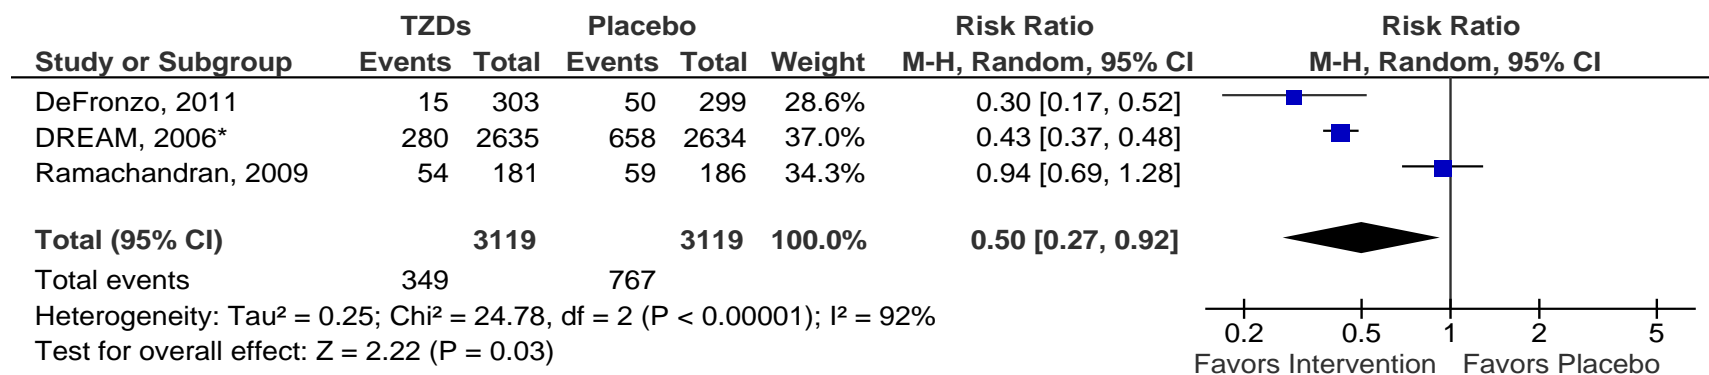 TZDs Placebo Risk Ratio Risk Ratio
Study or Subgroup Events Total Events Total Weight M-H, Random, 95% CI M-H, Random, 95% CI
DeFronzo, 2011 15 303 50 299 28.6% 0.30 [0.17, 0.52]
DREAM, 2006* 280 2635 658 2634 37.0% 0.43 [0.37, 0.48]
Ramachandran, 2009 54 181 59 186 34.3% 0.94 [0.69, 1.28]
Total (95% CI) 3119 3119 100.0% 0.50 [0.27, 0.92]
Total events 349 767
Heterogeneity: Tau² = 0.25; Chi² = 24.78, df = 2 (P < 0.00001); I² = 92%
Test for overall effect: Z = 2.22 (P = 0.03)
0.2 0.5 1 2 5
Favors Intervention Favors Placebo